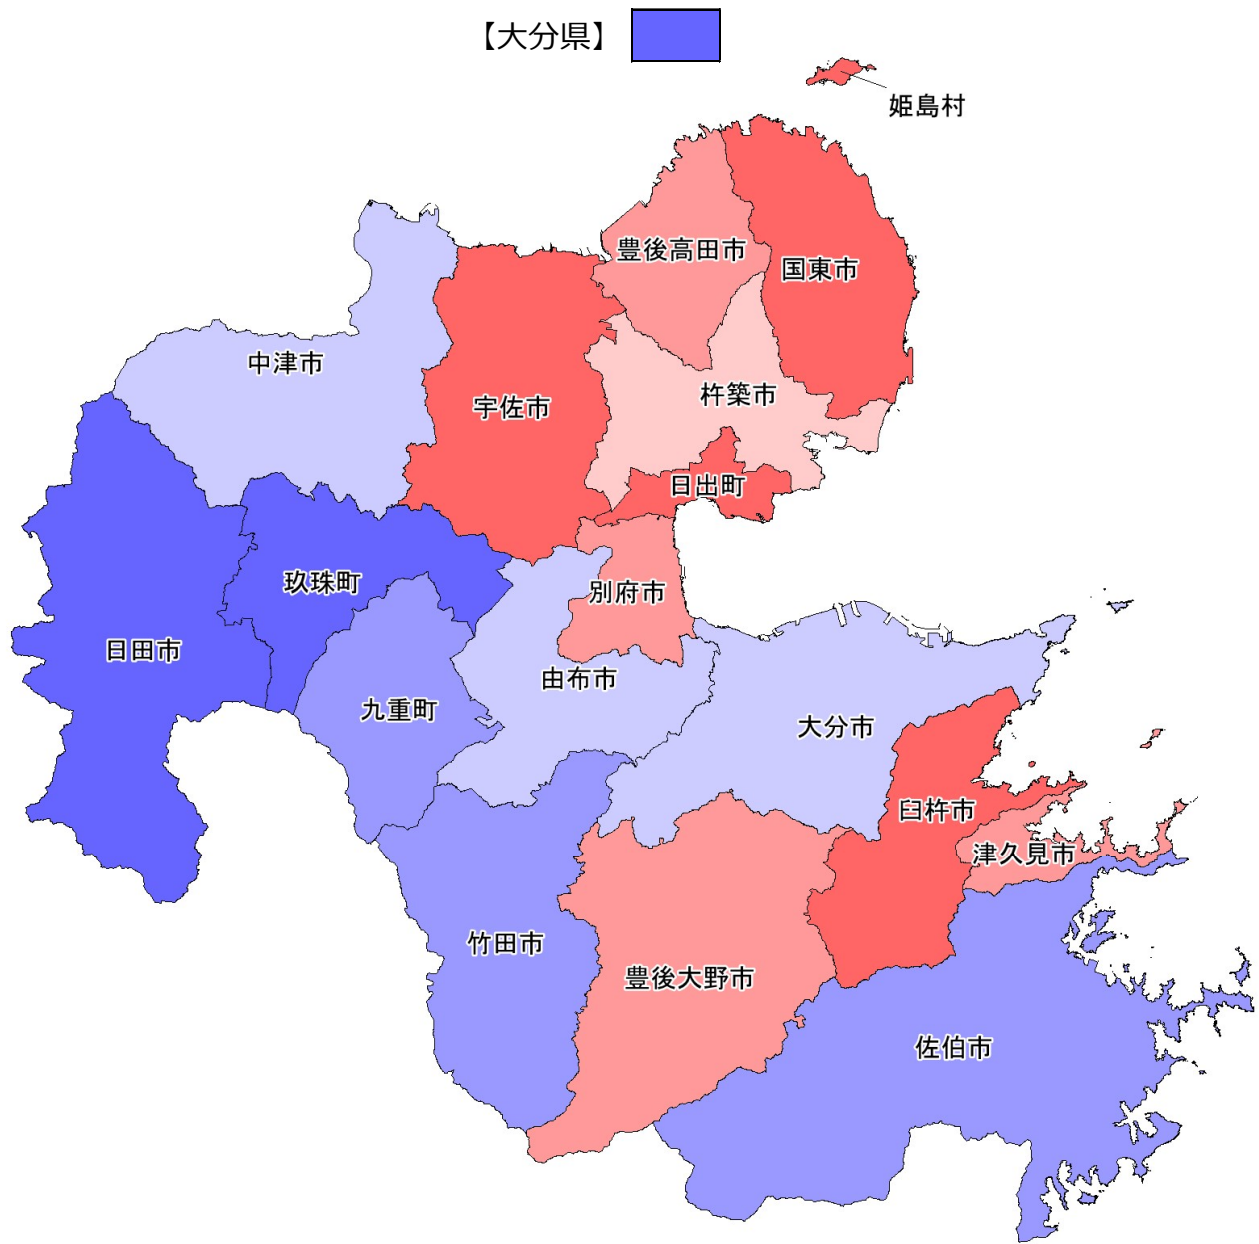 【大分県】
姫島村
豊後高田市
国東市
中津市
杵築市
宇佐市
日出町
玖珠町
別府市
日田市
由布市
九重町
大分市
臼杵市
津久見市
竹田市
豊後大野市
佐伯市